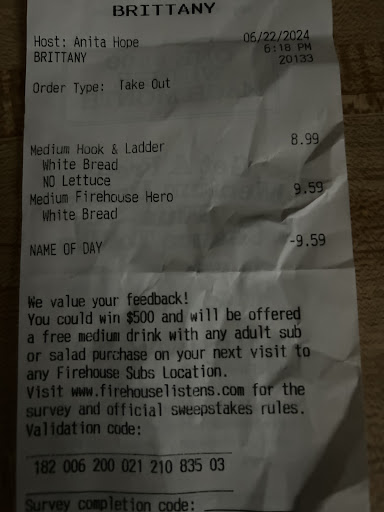 BRITTANY
Host: Anita Hope 06/22/2024
BRITTANY 6:18 PM
20133
Order Type: Take Out
Medium Hook & Ladder 8.99
White Bread
NO Lettuce
Medium Firehouse Hero 9.59
White Bread
NAME OF DAY -9.59
We value your feedback!
You could win $500 and will be offered
a free medium drink with any adult sub
or salad purchase on your next visit to
any Firehouse Subs Location.
Visit www.firehouselistens.com for the
survey and official sweepstakes rules.
Validation code:
182 006 200 021 210 835 03
Survey completion code: